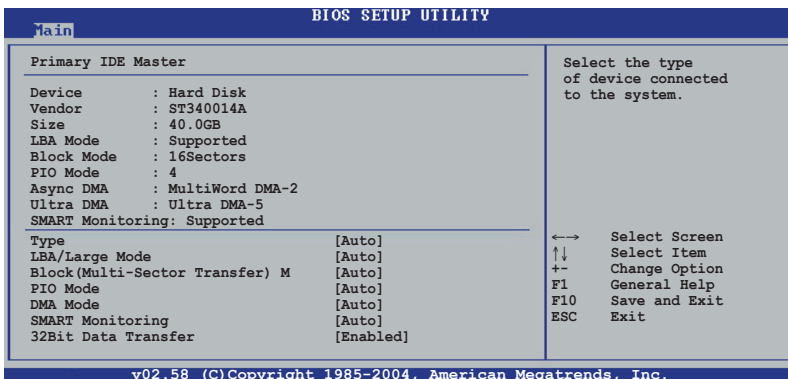 BIOS SETUP UTILITY
Main
Primary IDE Master
Device : Hard Disk
Vendor : ST340014A
Size : 40.0GB
LBA Mode : Supported
Block Mode : 16Sectors
PIO Mode : 4
Async DMA : MultiWord DMA-2
Ultra DMA : Ultra DMA-5
SMART Monitoring: Supported
Type [Auto]
LBA/Large Mode [Auto]
Block(Multi-Sector Transfer) M [Auto]
PIO Mode [Auto]
DMA Mode [Auto]
SMART Monitoring [Auto]
32Bit Data Transfer [Enabled]
Select the type
of device connected
to the system.
←→ Select Screen
↑↓ Select Item
+- Change Option
F1 General Help
F10 Save and Exit
ESC Exit
v02.58 (C)Copyright 1985-2004, American Megatrends, Inc.